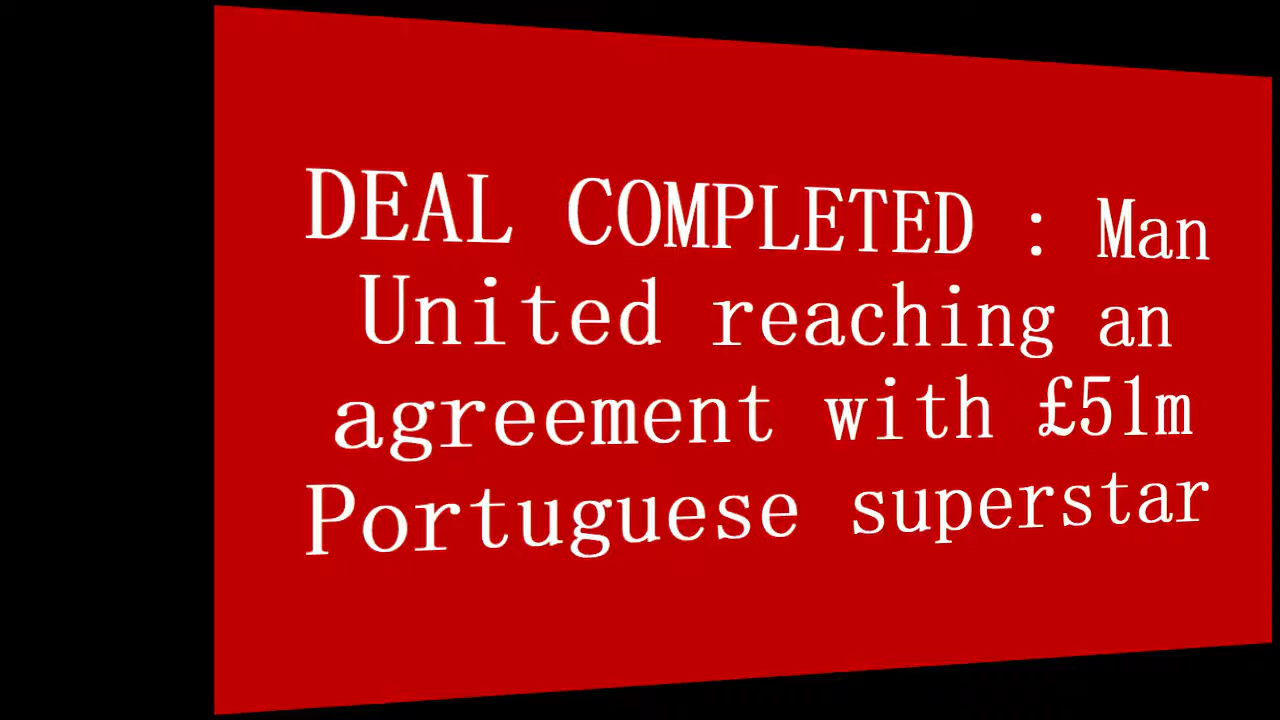 DEAL COMPLETED : Man
United reaching an
agreement with £51m
Portuguese superstar